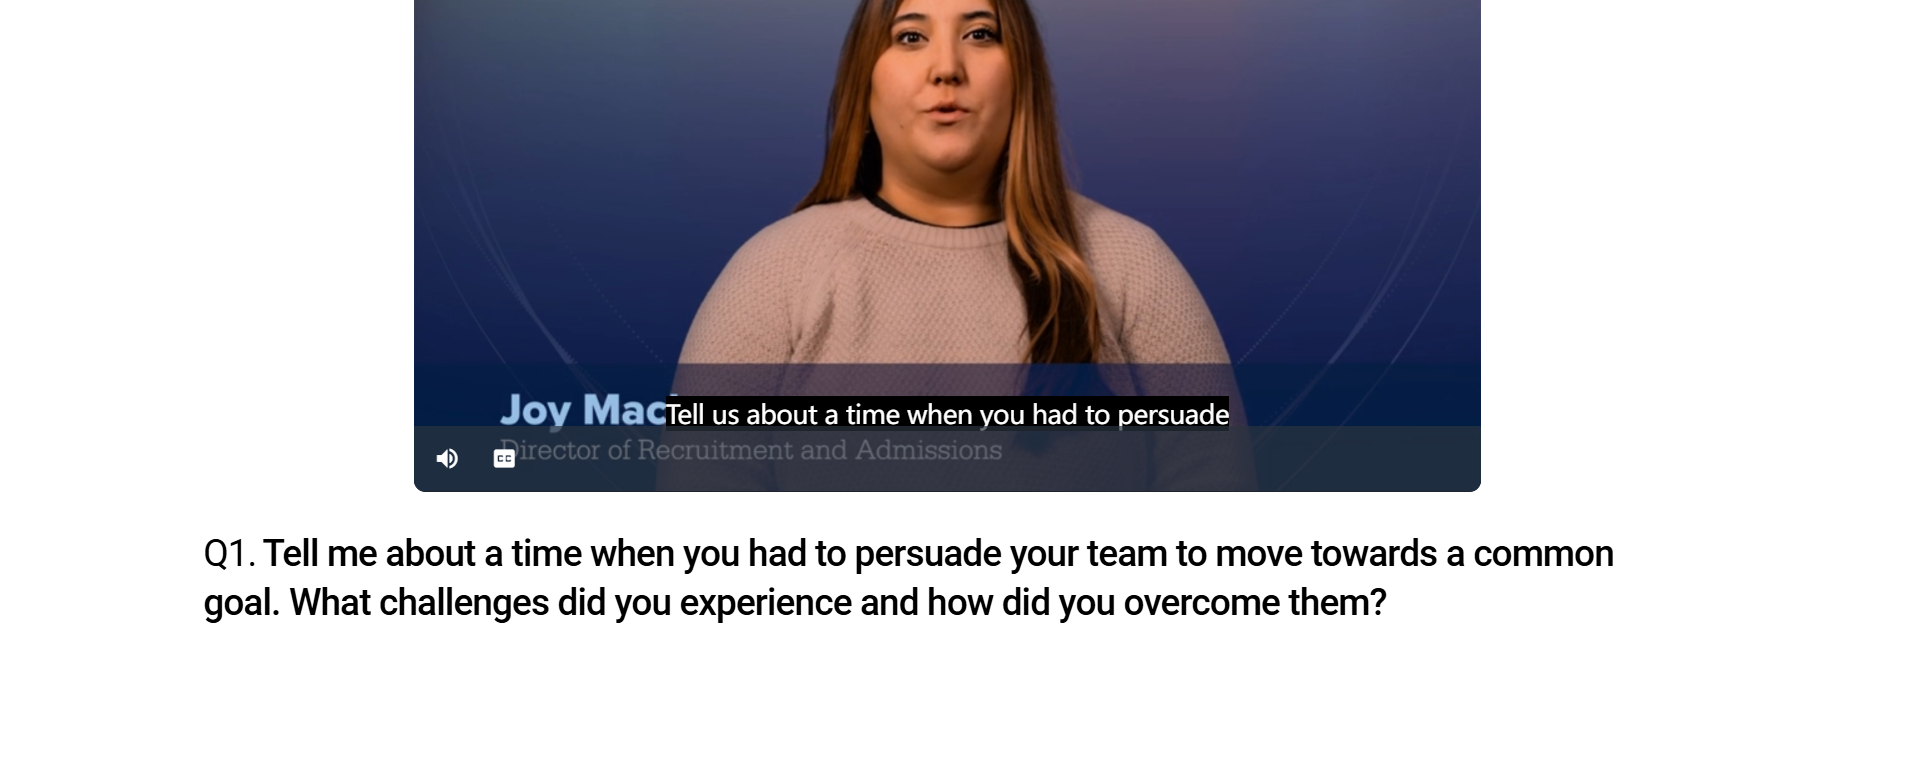 Joy Mac
Tell us about a time when you had to persuade
Director of Recruitment and Admissions
CC
Q1. Tell me about a time when you had to persuade your team to move towards a common
goal. What challenges did you experience and how did you overcome them?